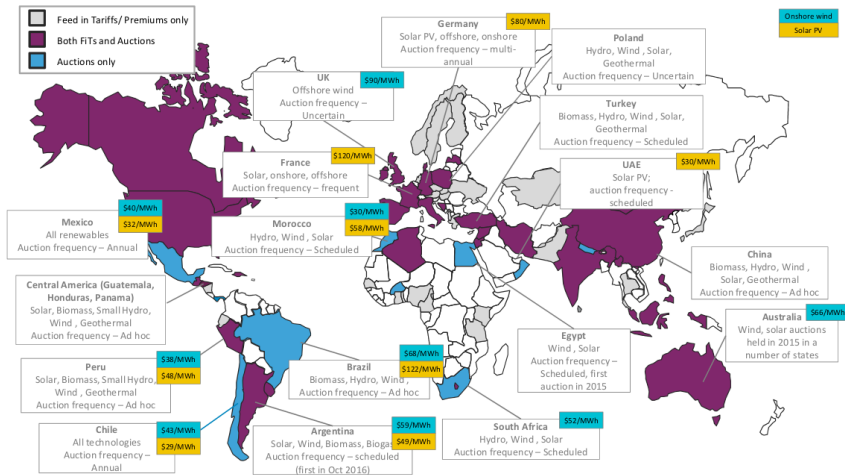 Feed in Tariffs/ Premiums only
Both FiTs and Auctions
Auctions only
Onshore wind
Solar PV
Germany
$80/MWh
Solar PV, offshore, onshore
Auction frequency – multi-
annual
Poland
Hydro, Wind , Solar,
Geothermal
Auction frequency – Uncertain
UK
$90/MWh
Offshore wind
Auction frequency –
Uncertain
Turkey
Biomass, Hydro, Wind , Solar,
Geothermal
Auction frequency – Scheduled
France
$120/MWh
Solar, onshore, offshore
Auction frequency – frequent
UAE
$30/MWh
Solar PV;
auction frequency -
scheduled
Mexico
$40/MWh
$32/MWh
All renewables
Auction frequency – Annual
Morocco
$30/MWh
$58/MWh
Hydro, Wind , Solar
Auction frequency – Scheduled
China
Biomass, Hydro, Wind ,
Solar, Geothermal
Auction frequency – Ad hoc
Central America (Guatemala,
Honduras, Panama)
Solar, Biomass, Small Hydro,
Wind , Geothermal
Auction frequency – Ad hoc
Australia
$66/MWh
Wind, solar auctions
held in 2015 in a
number of states
Egypt
Wind , Solar
Auction frequency –
Scheduled, first
auction in 2015
Peru
$38/MWh
$48/MWh
Solar, Biomass, Small Hydro,
Wind , Geothermal
Auction frequency – Ad hoc
Brazil
$68/MWh
$122/MWh
Biomass, Hydro, Wind ,
Auction frequency – Ad hoc
Chile
$43/MWh
$29/MWh
All technologies
Auction frequency –
Annual
Argentina
$59/MWh
$49/MWh
Solar, Wind, Biomass, Biogas
Auction frequency – scheduled
(first in Oct 2016)
South Africa
$52/MWh
Hydro, Wind , Solar
Auction frequency – Scheduled